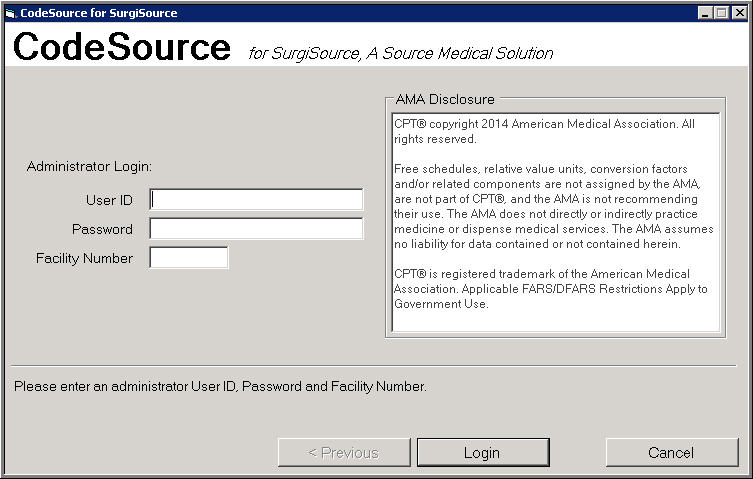 CodeSource for SurgiSource
CodeSource for SurgiSource, A Source Medical Solution
Administrator Login:
User ID
Password
Facility Number
AMA Disclosure
CPT® copyright 2014 American Medical Association. All
rights reserved.
Free schedules, relative value units, conversion factors
and/or related components are not assigned by the AMA,
are not part of CPT®, and the AMA is not recommending
their use. The AMA does not directly or indirectly practice
medicine or dispense medical services. The AMA assumes
no liability for data contained or not contained herein.
CPT® is registered trademark of the American Medical
Association. Applicable FARS/DFARS Restrictions Apply to
Government Use.
Please enter an administrator User ID, Password and Facility Number.
< Previous
Login
Cancel